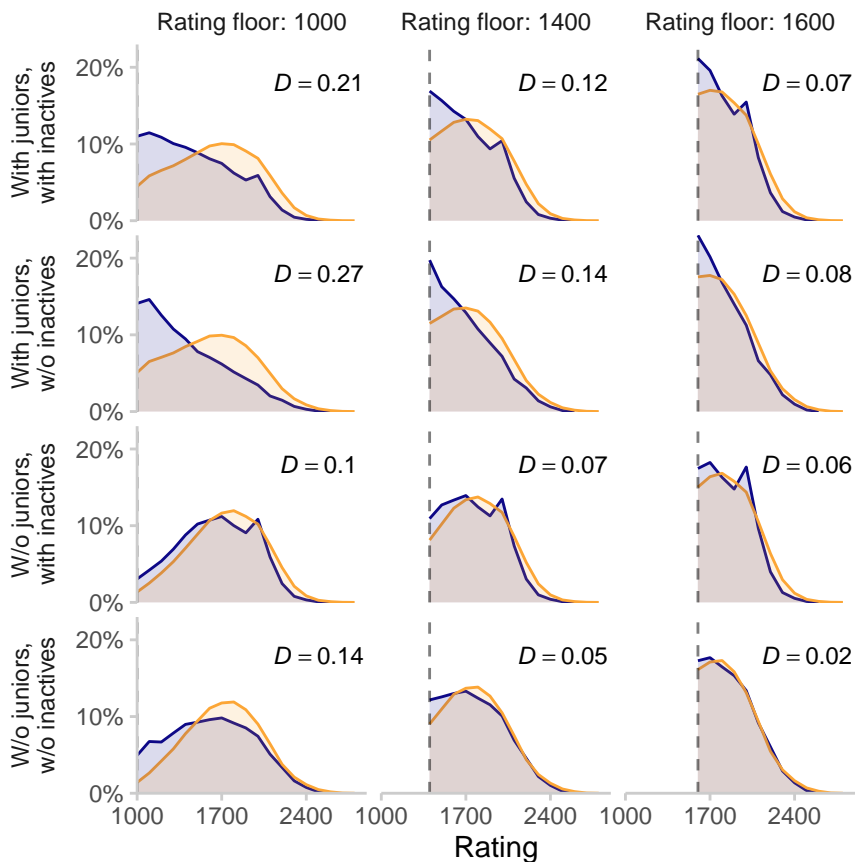 Rating floor: 1000
Rating floor: 1400
Rating floor: 1600
With juniors,
with inactives
20%
10%
0%
D = 0.21
D = 0.12
D = 0.07
With juniors,
w/o inactives
20%
10%
0%
D = 0.27
D = 0.14
D = 0.08
W/o juniors,
with inactives
20%
10%
0%
D = 0.1
D = 0.07
D = 0.06
W/o juniors,
w/o inactives
20%
10%
0%
D = 0.14
D = 0.05
D = 0.02
1000 1700 2400 1000 1700 2400 1000 1700 2400
Rating